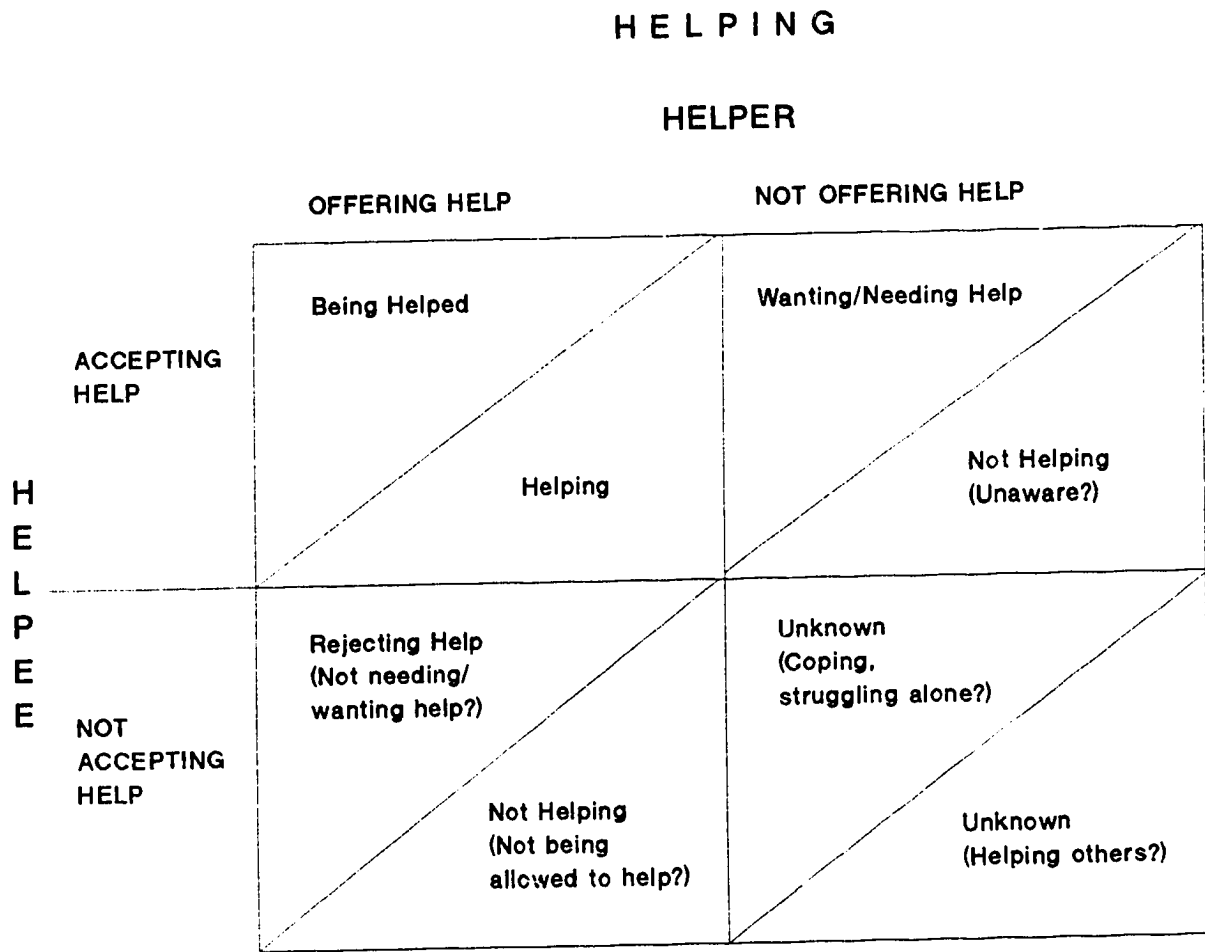 HELPING
HELPER
OFFERING HELP
NOT OFFERING HELP
HELPEE
ACCEPTING
HELP
Being Helped
Helping
Wanting/Needing Help
Not Helping
(Unaware?)
NOT
ACCEPTING
HELP
Rejecting Help
(Not needing/
wanting help?)
Not Helping
(Not being
allowed to help?)
Unknown
(Coping,
struggling alone?)
Unknown
(Helping others?)